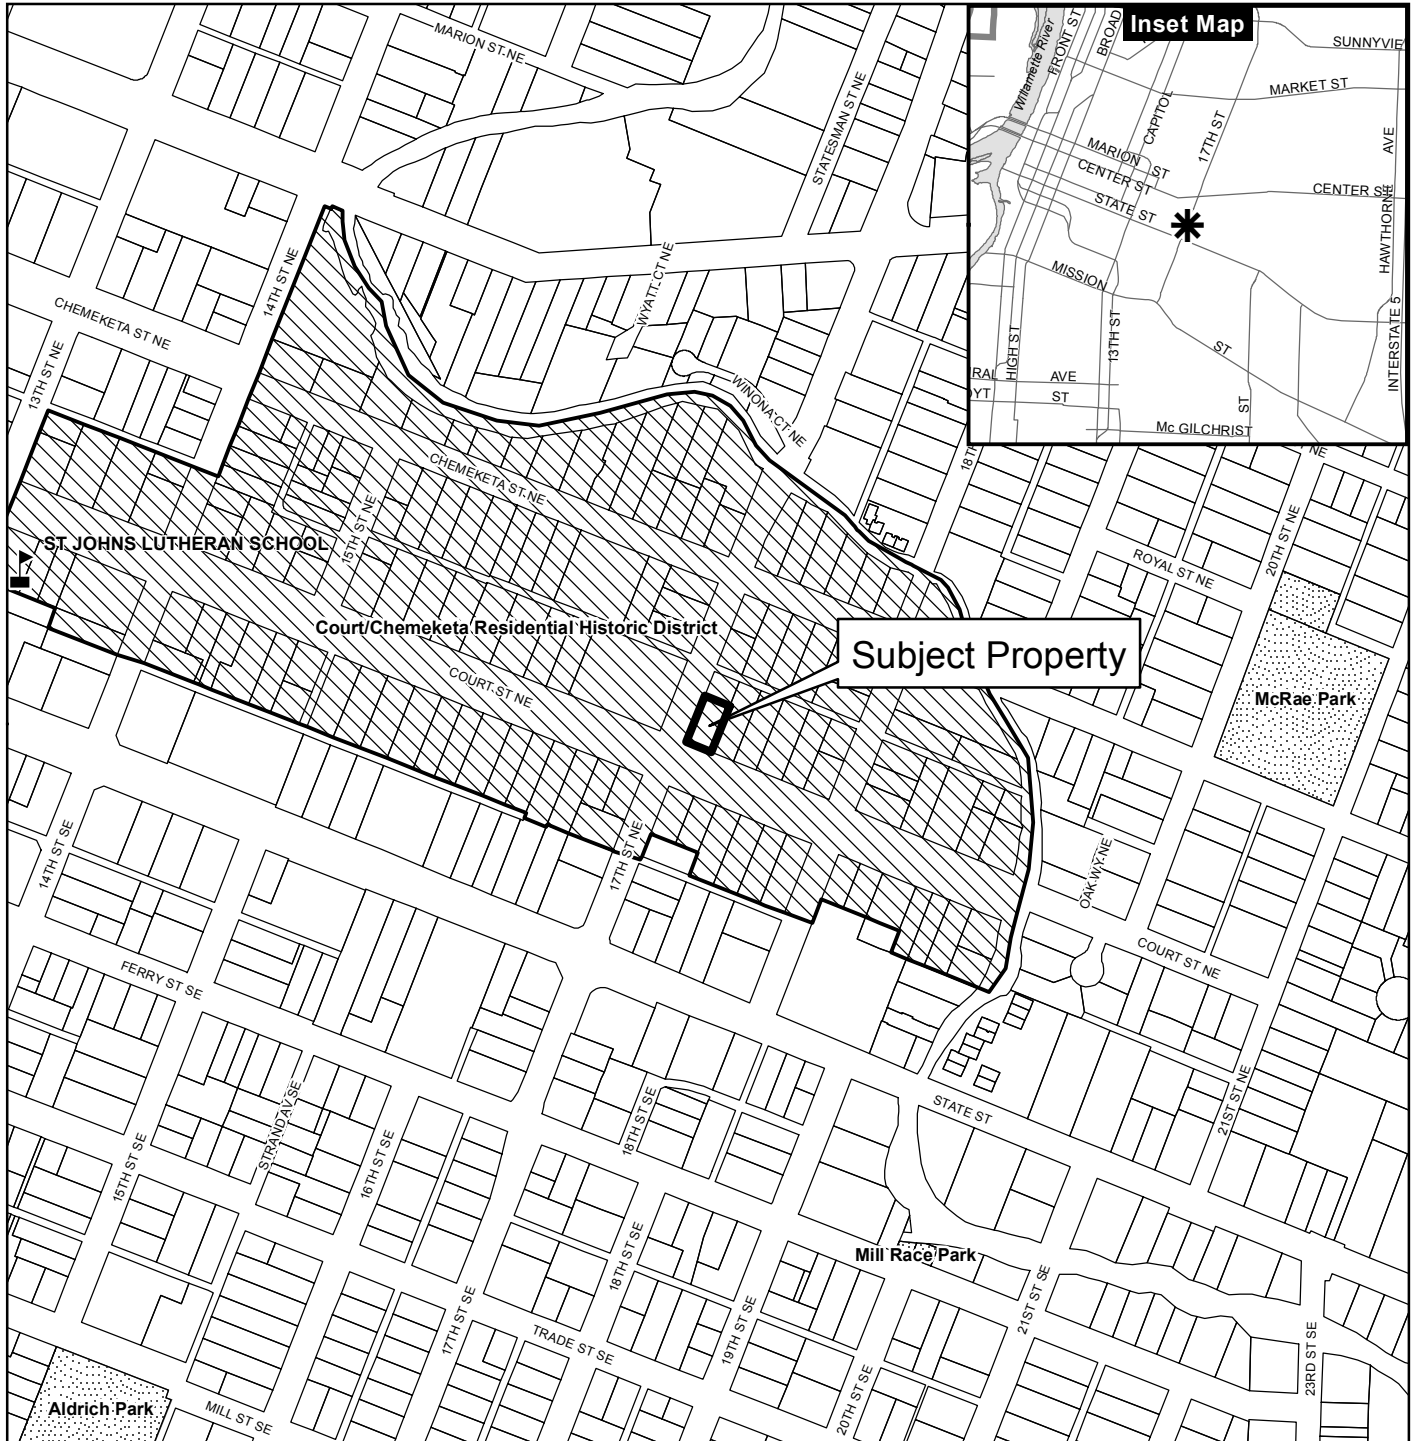 MARION ST NE
STATESMAN ST NE
14TH ST NE
CHEMEKETA ST NE
13TH ST NE
WYATT CT NE
WINONA CT NE
CHEMEKETA ST NE
15TH ST NE
ST JOHNS LUTHERAN SCHOOL
Court/Chemeketa Residential Historic District
COURT ST NE
Subject Property
18TH
NE
20TH ST NE
ROYAL ST NE
McRae Park
14TH ST SE
17TH ST NE
OAK WY NE
COURT ST NE
FERRY ST SE
STRAND AV SE
15TH ST SE
16TH ST SE
18TH ST SE
STATE ST
21ST ST NE
18TH ST SE
Mill Race Park
17TH ST SE
TRADE ST SE
19TH ST SE
21ST ST SE
20TH ST SE
23RD ST SE
Aldrich Park
MILL ST SE
Inset Map
Willamette River
FRONT ST
BROAD
SUNNYVIE
MARKET ST
CAPITOL
17TH ST
AVE
MARION ST
CENTER ST
CENTER ST
STATE ST
HAWTHORNE
MISSION
ST
HIGH ST
13TH ST
INTERSTATE 5
RAL AVE
OYT ST
ST
Mc GILCHRIST